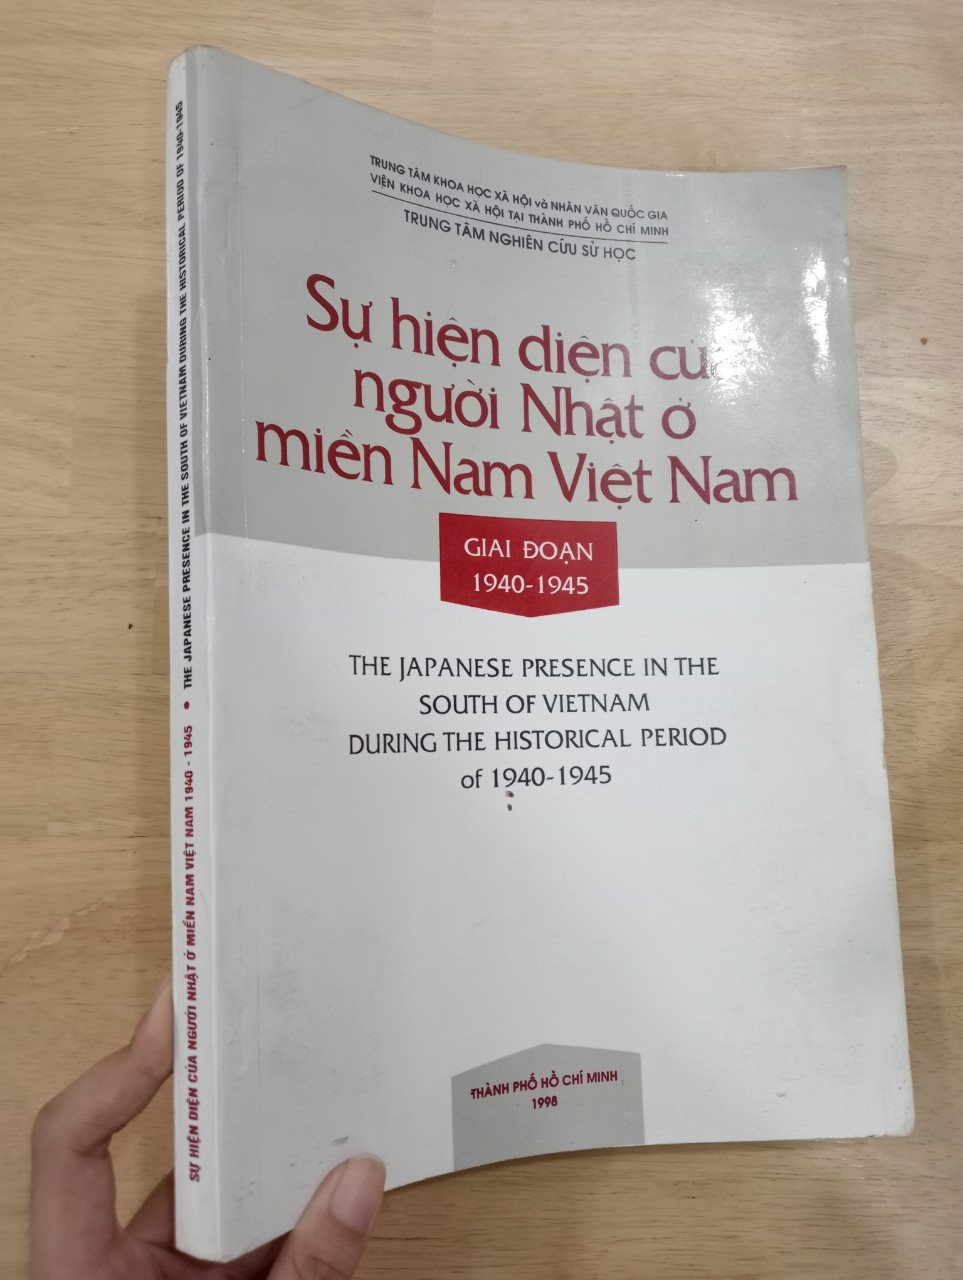 TRUNG TÂM KHOA HỌC XÃ HỘI và NHÂN VĂN QUỐC GIA
VIỆN KHOA HỌC XÃ HỘI TẠI THÀNH PHỐ HỒ CHÍ MINH
TRUNG TÂM NGHIÊN CỨU SỬ HỌC
Sự hiện diện của
người Nhật ở
miền Nam Việt Nam
GIAI ĐOẠN
1940-1945
THE JAPANESE PRESENCE IN THE
SOUTH OF VIETNAM
DURING THE HISTORICAL PERIOD
of 1940-1945
THÀNH PHỐ HỒ CHÍ MINH
1998
SỰ HIỆN DIỆN CỦA NGƯỜI NHẬT Ở MIỀN NAM VIỆT NAM 1940 - 1945 • THE JAPANESE PRESENCE IN THE SOUTH OF VIETNAM DURING THE HISTORICAL PERIOD OF 1940-1945